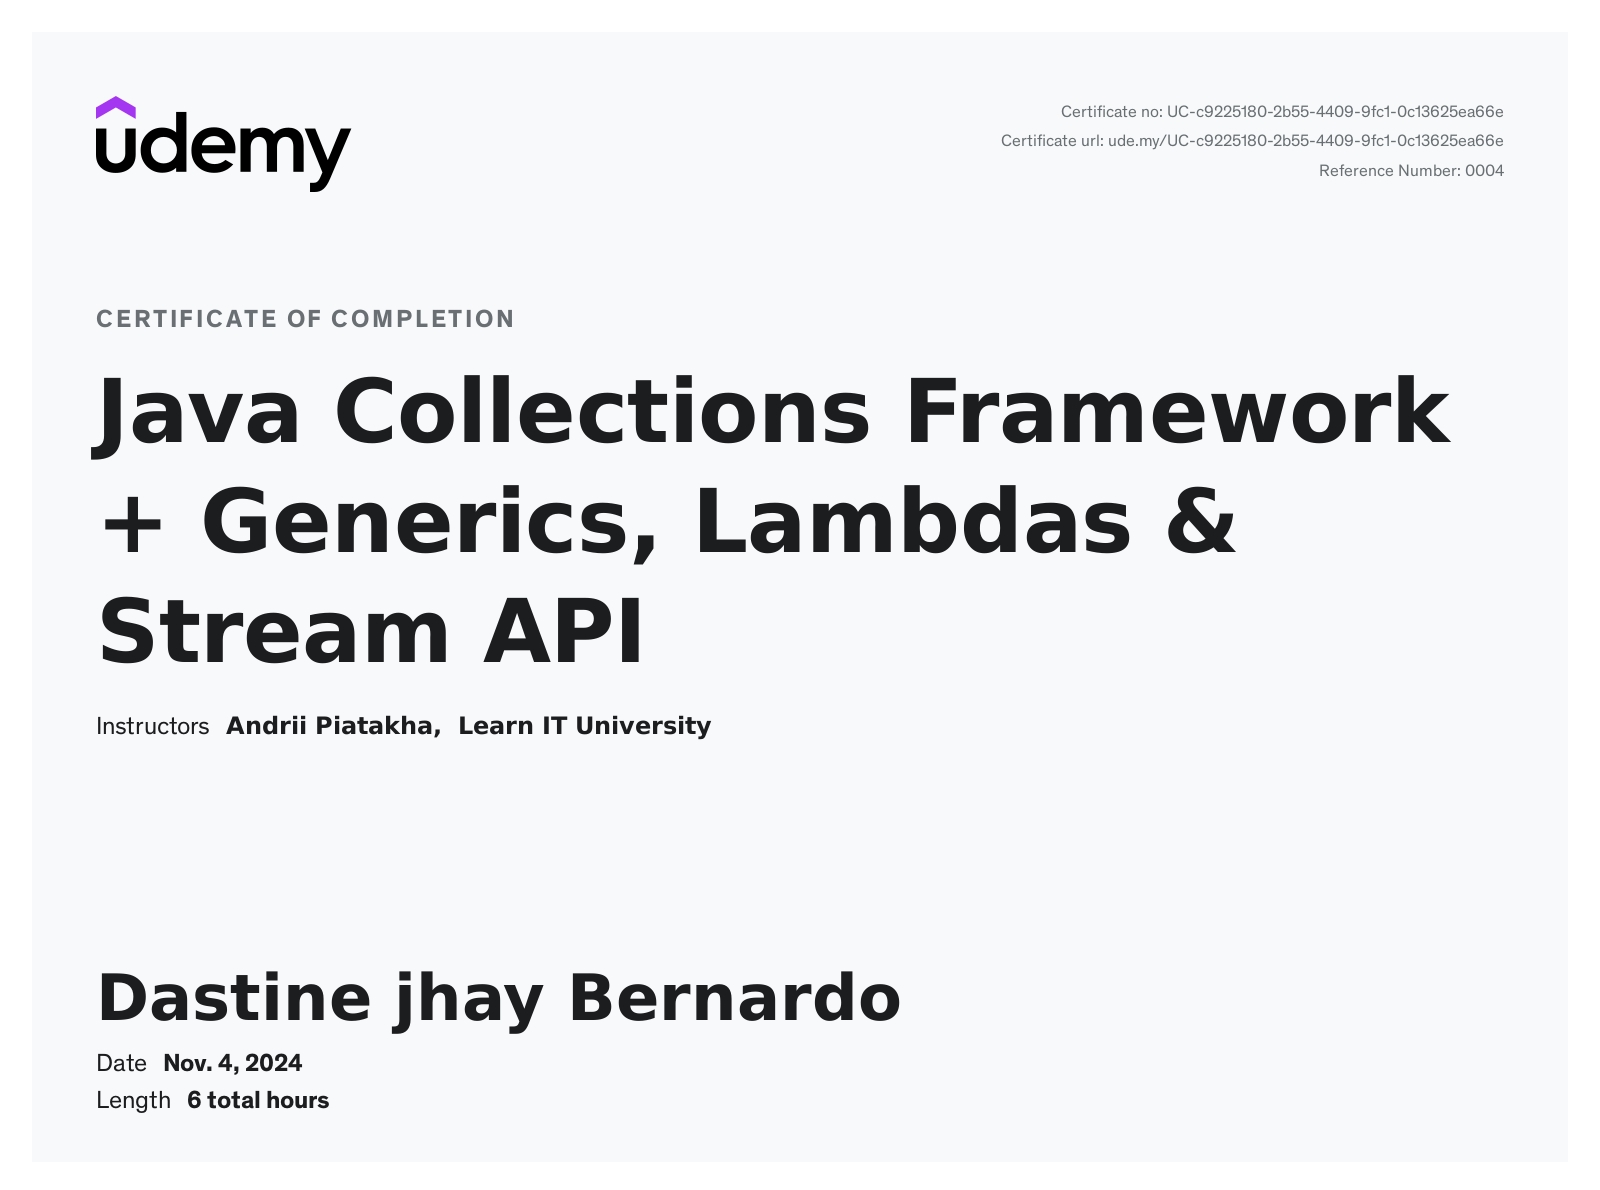 udemy
Certificate no: UC-c9225180-2b55-4409-9fc1-0c13625ea66e
Certificate url: ude.my/UC-c9225180-2b55-4409-9fc1-0c13625ea66e
Reference Number: 0004
CERTIFICATE OF COMPLETION
Java Collections Framework
+ Generics, Lambdas &
Stream API
Instructors Andrii Piatakha, Learn IT University
Dastine jhay Bernardo
Date Nov. 4, 2024
Length 6 total hours